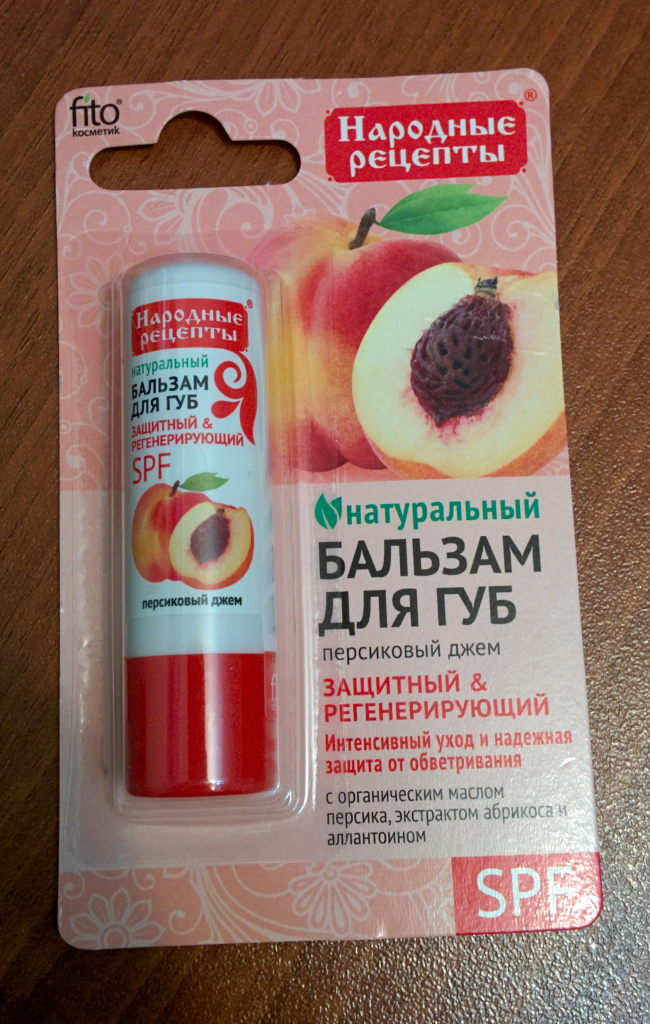 fito®
косметик
Народные
рецепты
®
Народные
рецепты
натуральный
БАЛЬЗАМ
ДЛЯ ГУБ
ЗАЩИТНЫЙ &
РЕГЕНЕРИРУЮЩИЙ
SPF
персиковый джем
натуральный
БАЛЬЗАМ
ДЛЯ ГУБ
персиковый джем
ЗАЩИТНЫЙ &
РЕГЕНЕРИРУЮЩИЙ
Интенсивный уход и надежная
защита от обветривания
с органическим маслом
персика, экстрактом абрикоса и
аллантоином
SPF